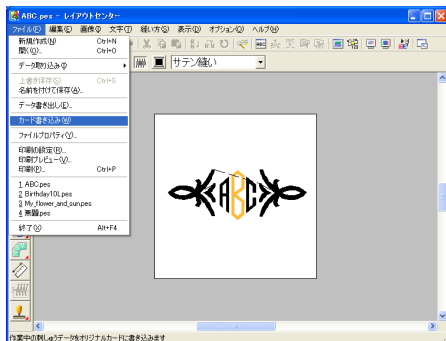 ABC.pes - レイアウトセンター
ファイル(F) 編集(E) 画像(I) 文字(T) 縫い方(S) 表示(D) オプション(O) ヘルプ(H)
新規作成(N) Ctrl+N
開く(O)... Ctrl+O
データ取り込み(I)
上書き保存(S) Ctrl+S
名前を付けて保存(A)...
データ書き出し(E)...
カード書き込み(W)
ファイルプロパティ(Y)...
印刷の設定(R)...
印刷プレビュー(V)...
印刷(P)... Ctrl+P
1 ABC.pes
2 Birthday10L.pes
3 My_flower_and_sun.pes
4 無題.pes
終了(X) Alt+F4
サテン縫い
ABC
ABC
作業中の刺しゅうデータをオリジナルカードに書き込みます